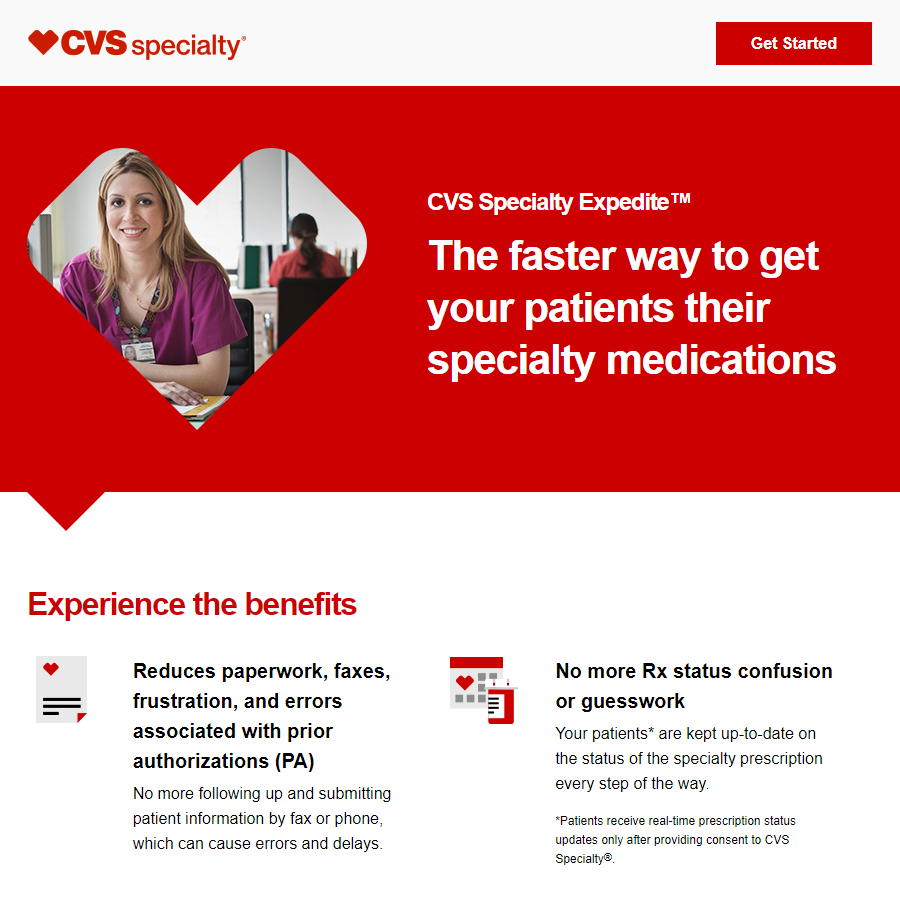 CVS specialty®
Get Started
CVS Specialty Expedite™
The faster way to get
your patients their
specialty medications
Experience the benefits
Reduces paperwork, faxes,
frustration, and errors
associated with prior
authorizations (PA)
No more following up and submitting
patient information by fax or phone,
which can cause errors and delays.
No more Rx status confusion
or guesswork
Your patients* are kept up-to-date on
the status of the specialty prescription
every step of the way.
*Patients receive real-time prescription status
updates only after providing consent to CVS
Specialty®.